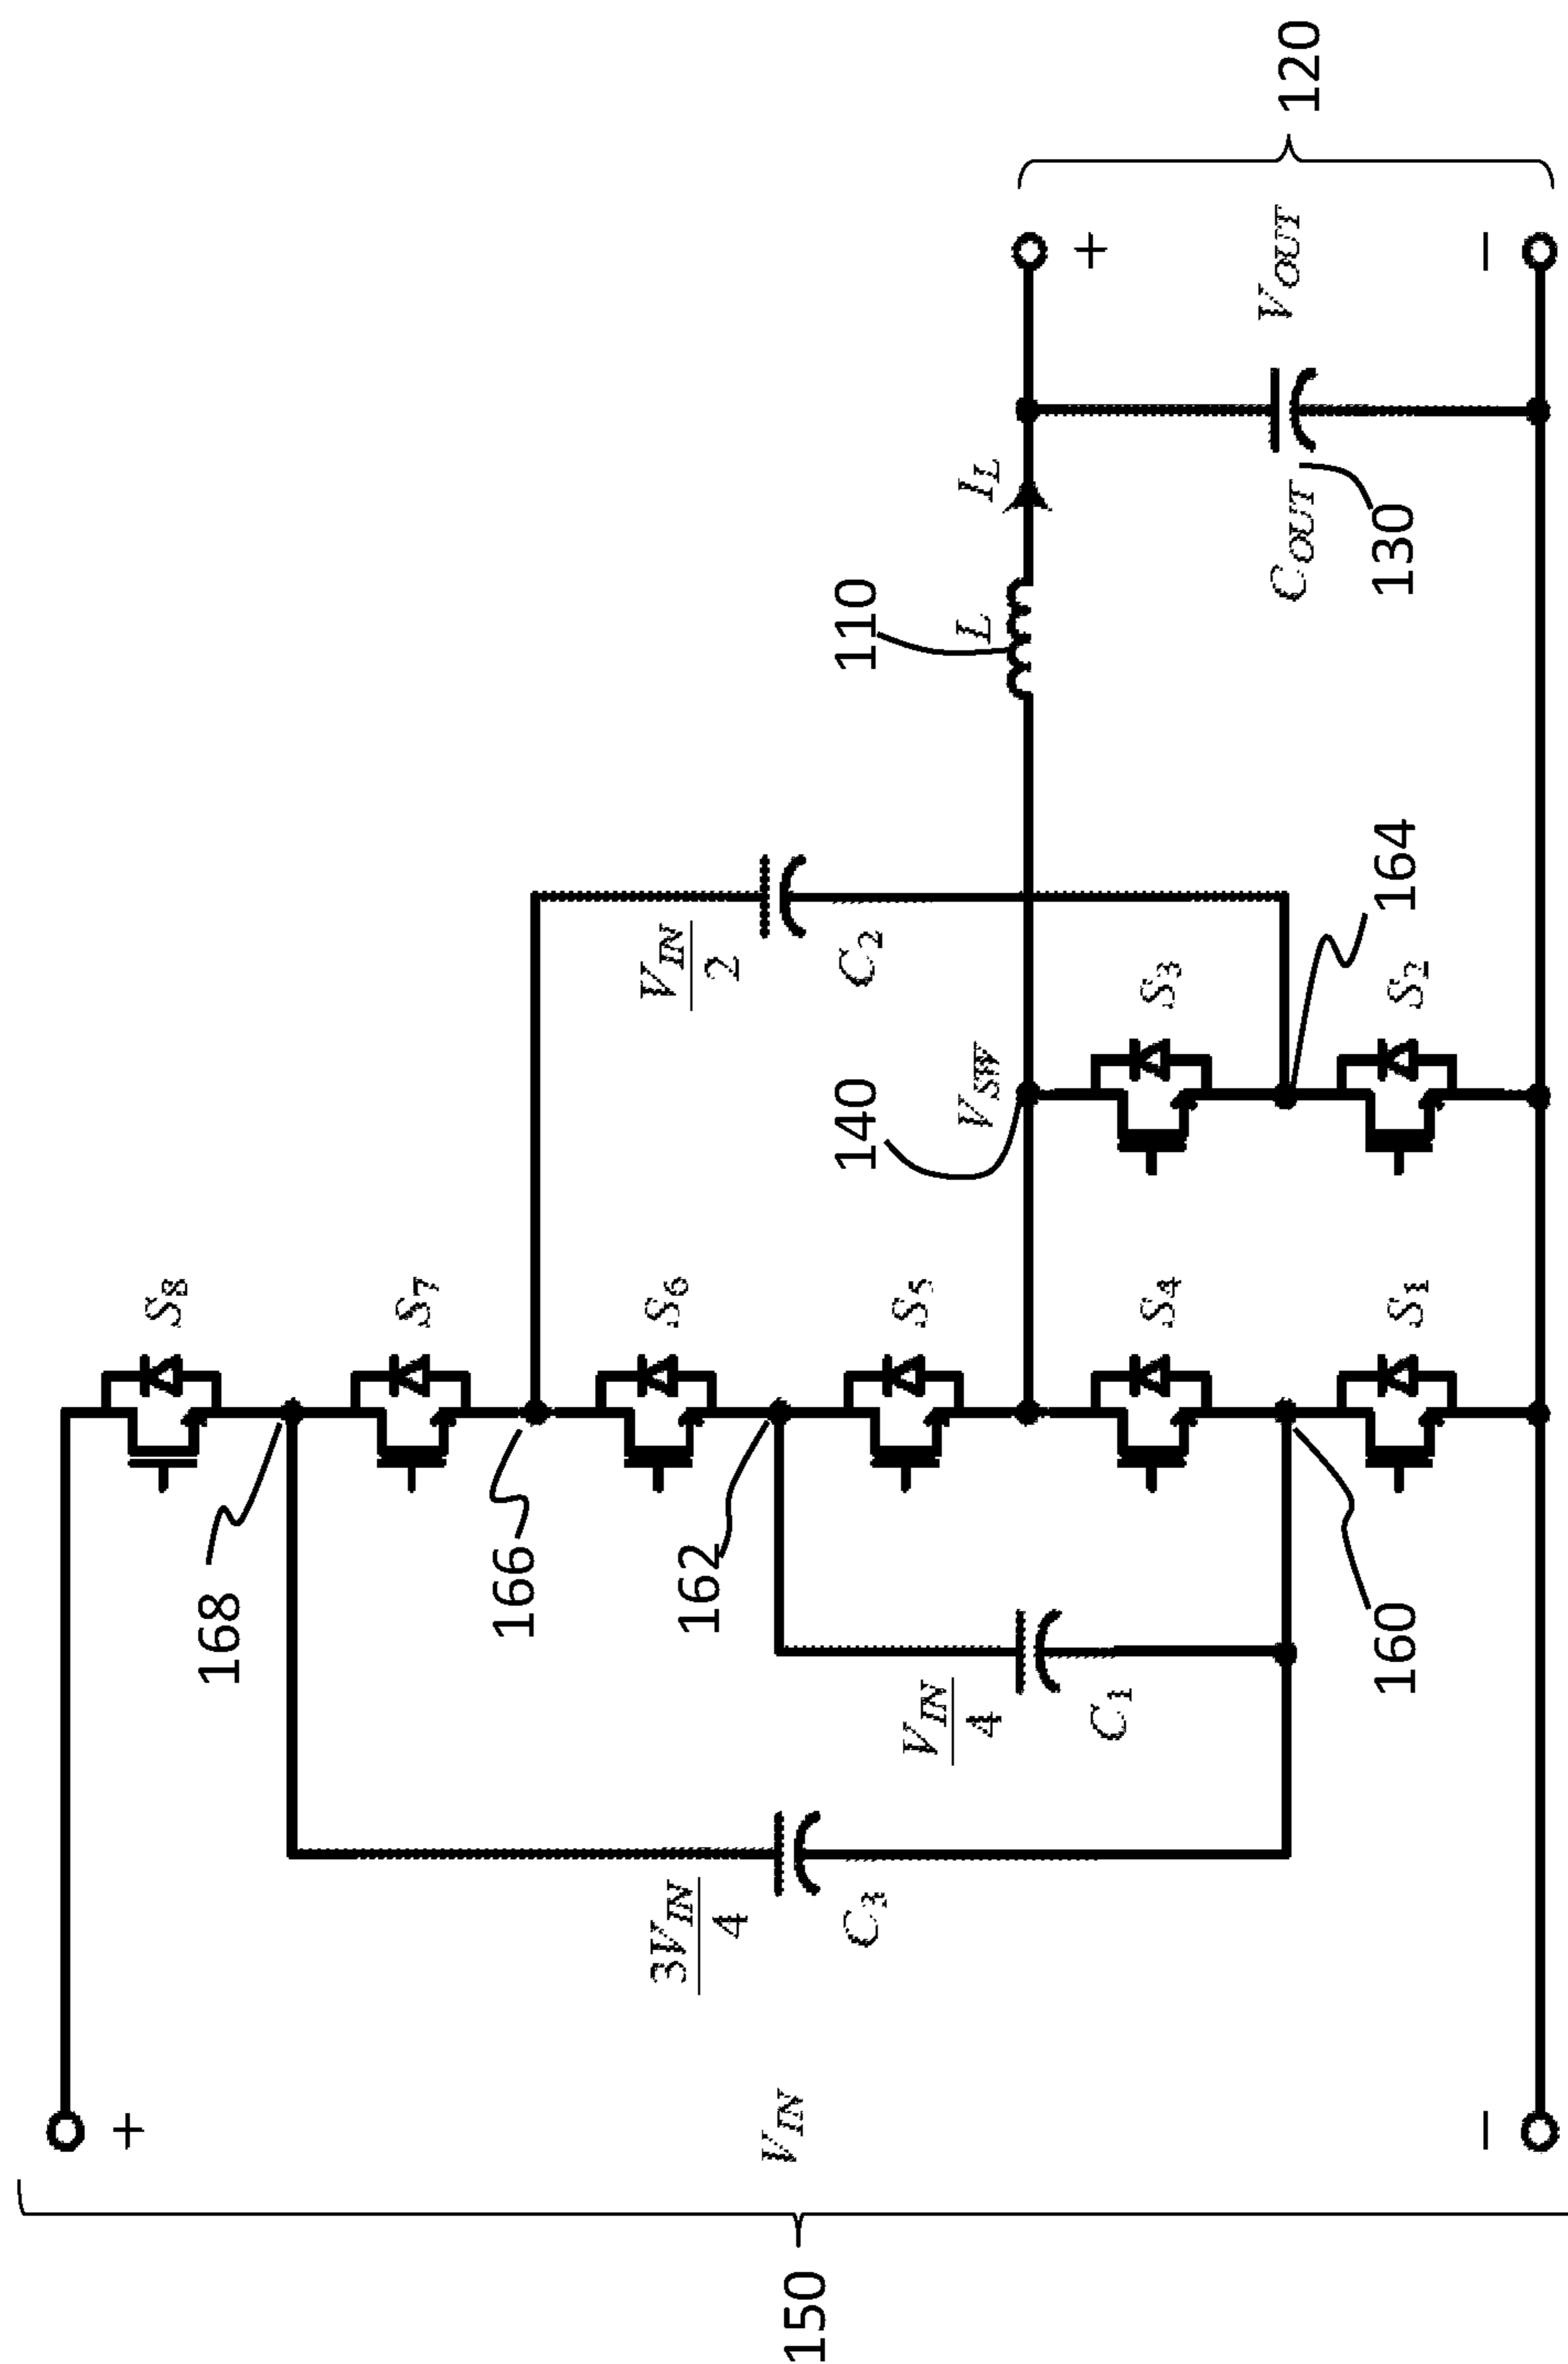 S8
168
S7
166
VIN
2
C2
S6
162
S5
3VIN
4
C3
VIN
4
C1
140
VSW
110
L
IL
S4
S3
160
S1
164
S2
+
VIN
−
150
COUT
130
+
VOUT
−
120